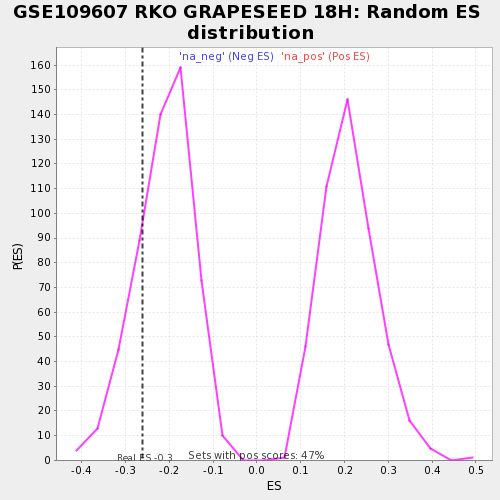 GSE109607 RKO GRAPESEED 18H: Random ES
distribution
'na_neg' (Neg ES) 'na_pos' (Pos ES)
160
150
140
130
120
110
100
90
80
70
60
50
40
30
20
10
0
P(ES)
Real ES -0.3
Sets with pos scores: 47%
-0.4 -0.3 -0.2 -0.1 0.0 0.1 0.2 0.3 0.4 0.5
ES